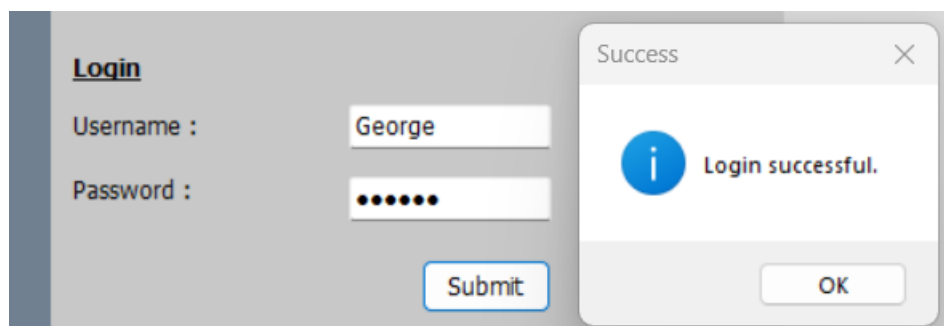 Login
Username :
George
Password :
••••••
Submit
Success
Login successful.
OK